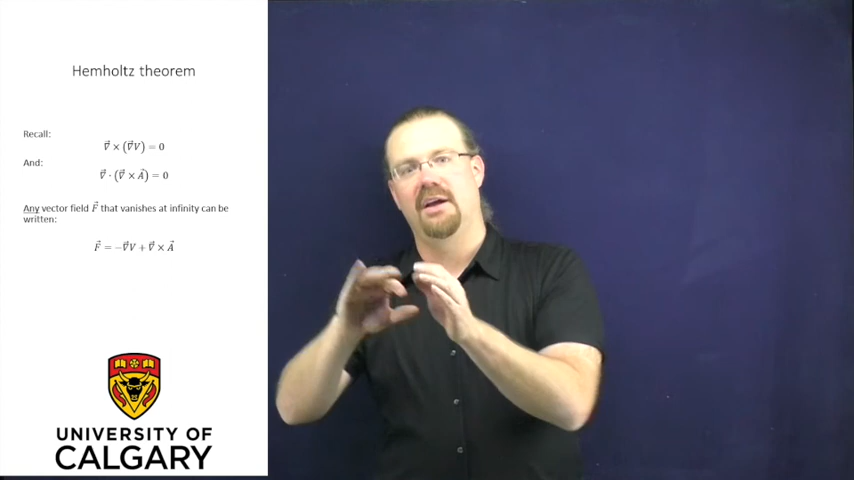 Hemholtz theorem
Recall:
∇⃗ × (∇⃗V) = 0
And:
∇⃗ · (∇⃗ × A⃗) = 0
Any vector field F⃗ that vanishes at infinity can be
written:
F⃗ = −∇⃗V + ∇⃗ × A⃗
UNIVERSITY OF
CALGARY